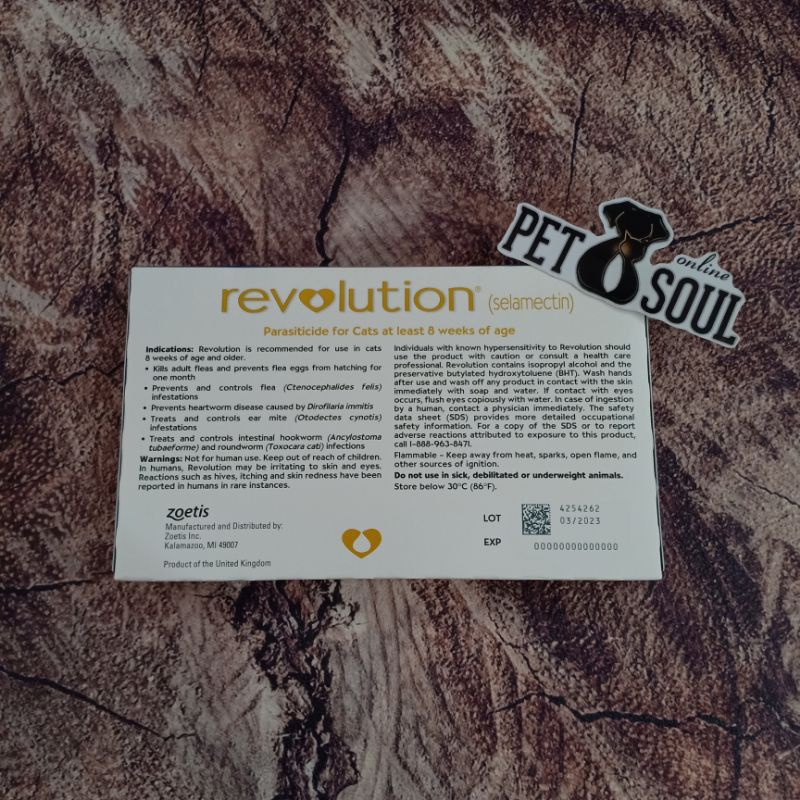 PET
SOUL
online
revolution® (selamectin)
Parasiticide for Cats at least 8 weeks of age
Indications: Revolution is recommended for use in cats
8 weeks of age and older.
• Kills adult fleas and prevents flea eggs from hatching for
one month
• Prevents and controls flea (Ctenocephalides felis)
infestations
• Prevents heartworm disease caused by Dirofilaria immitis
• Treats and controls ear mite (Otodectes cynotis)
infestations
• Treats and controls intestinal hookworm (Ancylostoma
tubaeforme) and roundworm (Toxocara cati) infections
Warnings: Not for human use. Keep out of reach of children.
In humans, Revolution may be irritating to skin and eyes.
Reactions such as hives, itching and skin redness have been
reported in humans in rare instances.
Individuals with known hypersensitivity to Revolution should
use the product with caution or consult a health care
professional. Revolution contains isopropyl alcohol and the
preservative butylated hydroxytoluene (BHT). Wash hands
after use and wash off any product in contact with the skin
immediately with soap and water. If contact with eyes
occurs, flush eyes copiously with water. In case of ingestion
by a human, contact a physician immediately. The safety
data sheet (SDS) provides more detailed occupational
safety information. For a copy of the SDS or to report
adverse reactions attributed to exposure to this product,
call 1-888-963-8471.
Flammable – Keep away from heat, sparks, open flame, and
other sources of ignition.
Do not use in sick, debilitated or underweight animals.
Store below 30°C (86°F).
zoetis
Manufactured and Distributed by:
Zoetis Inc.
Kalamazoo, MI 49007
Product of the United Kingdom
LOT 4254262
03/2023
EXP 00000000000000